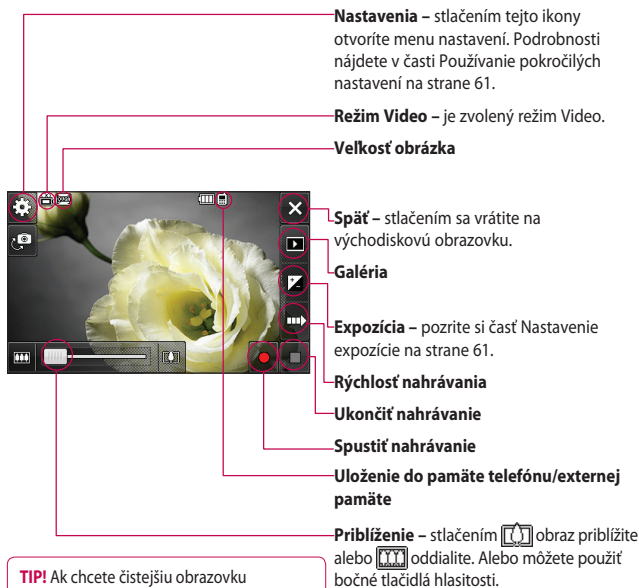 Nastavenia – stlačením tejto ikony
otvoríte menu nastavení. Podrobnosti
nájdete v časti Používanie pokročilých
nastavení na strane 61.
Režim Video – je zvolený režim Video.
Veľkosť obrázka
Späť – stlačením sa vrátite na
východiskovú obrazovku.
Galéria
Expozícia – pozrite si časť Nastavenie
expozície na strane 61.
Rýchlosť nahrávania
Ukončiť nahrávanie
Spustiť nahrávanie
Uloženie do pamäte telefónu/externej
pamäte
Priblíženie – stlačením obraz priblížite
alebo oddialite. Alebo môžete použiť
bočné tlačidlá hlasitosti.
TIP! Ak chcete čistejšiu obrazovku